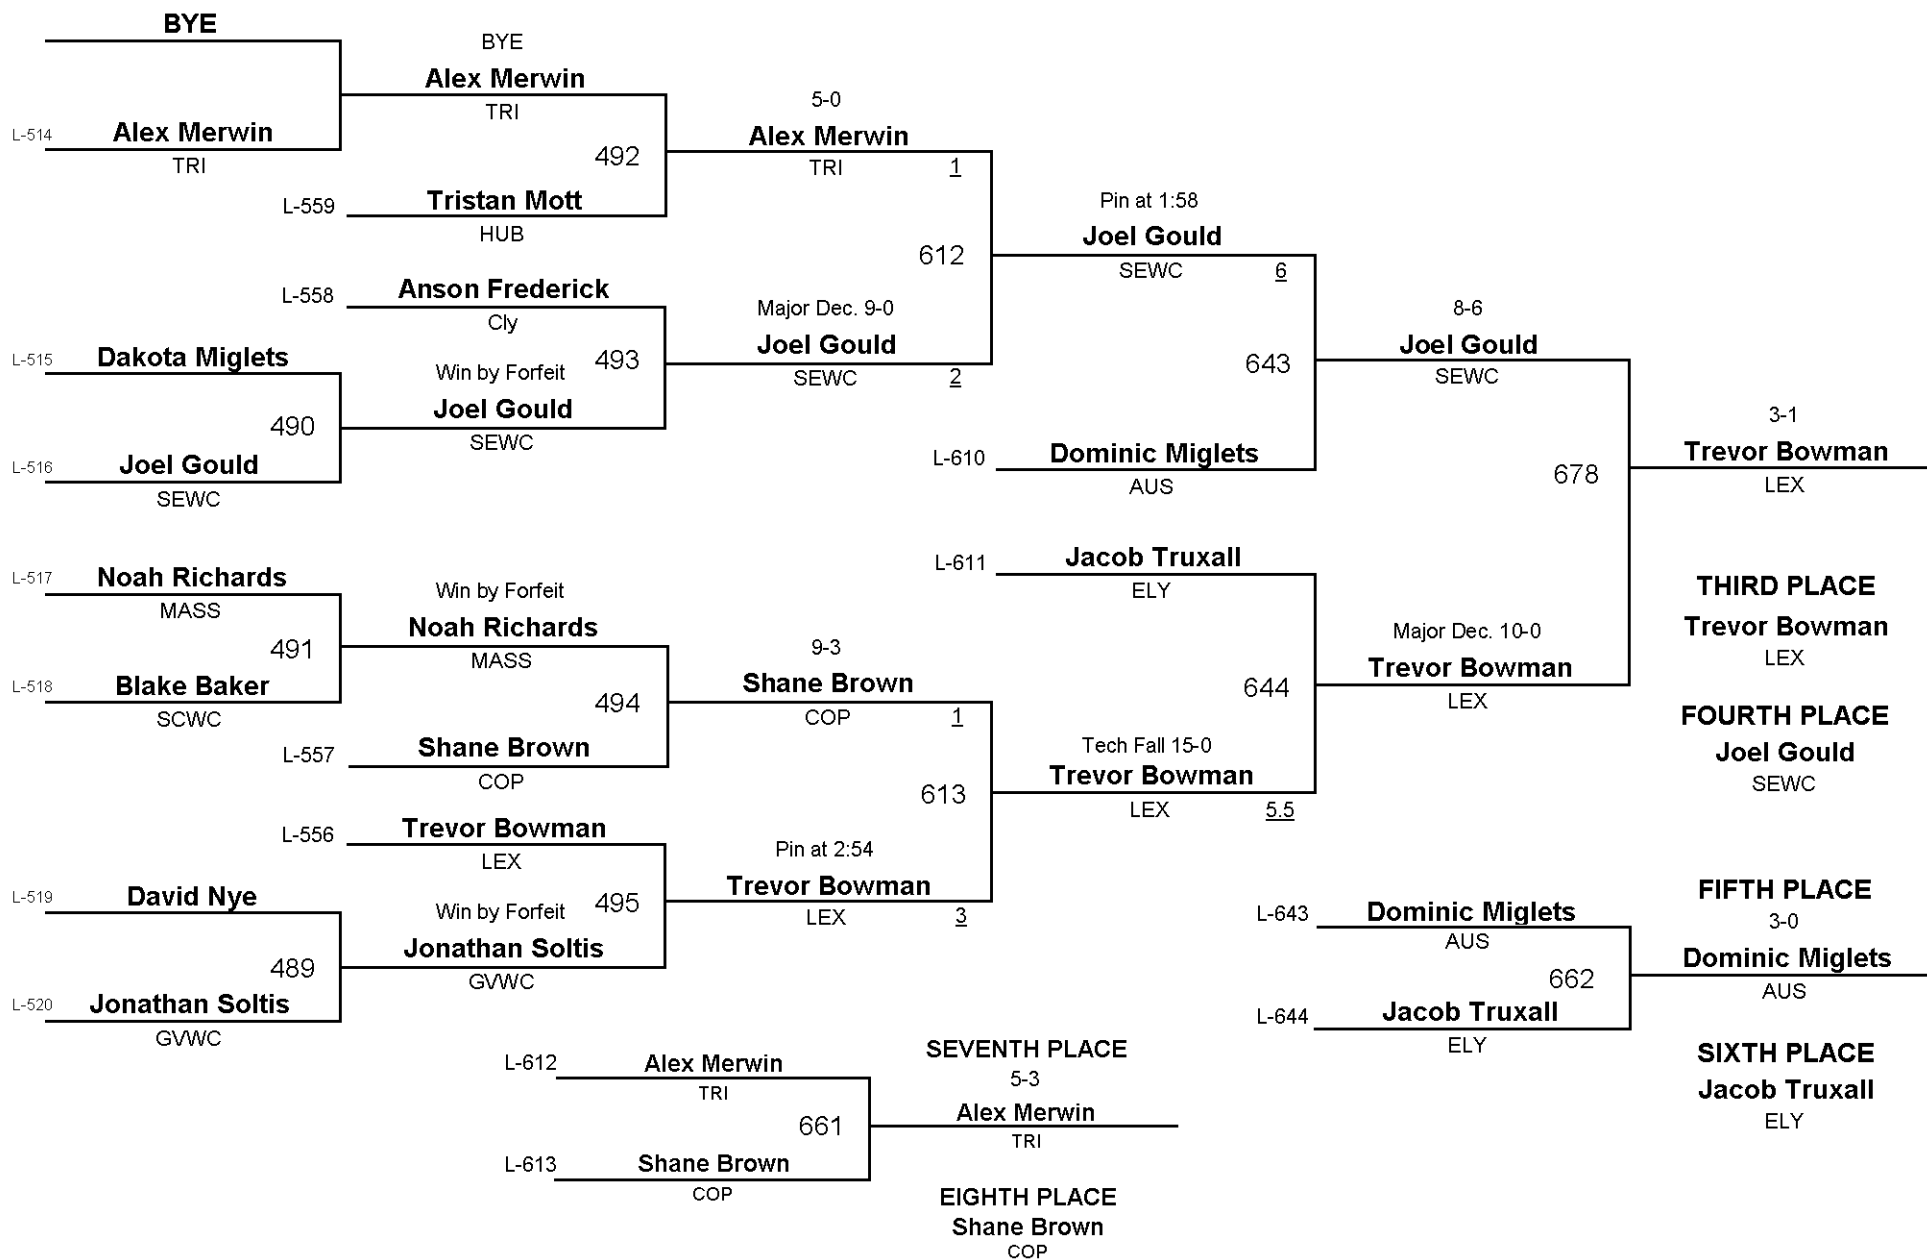 BYE
BYE
Alex Merwin
TRI
5-0
L-514
Alex Merwin
TRI
492
Alex Merwin
TRI
1
L-559
Tristan Mott
HUB
Pin at 1:58
Joel Gould
SEWC
6
612
L-558
Anson Frederick
Cly
Major Dec. 9-0
Joel Gould
SEWC
2
8-6
Joel Gould
SEWC
L-515
Dakota Miglets
493
Win by Forfeit
Joel Gould
SEWC
643
490
L-516
Joel Gould
SEWC
L-610
Dominic Miglets
AUS
3-1
Trevor Bowman
LEX
678
L-611
Jacob Truxall
ELY
L-517
Noah Richards
MASS
Win by Forfeit
Noah Richards
MASS
THIRD PLACE
Trevor Bowman
LEX
491
9-3
Shane Brown
COP
1
Major Dec. 10-0
Trevor Bowman
LEX
L-518
Blake Baker
SCWC
494
644
FOURTH PLACE
Joel Gould
SEWC
L-557
Shane Brown
COP
Tech Fall 15-0
Trevor Bowman
LEX
5.5
613
L-556
Trevor Bowman
LEX
Pin at 2:54
Trevor Bowman
LEX
3
L-519
David Nye
495
Win by Forfeit
Jonathan Soltis
GVWC
489
L-520
Jonathan Soltis
GVWC
L-643
Dominic Miglets
AUS
FIFTH PLACE
3-0
Dominic Miglets
AUS
662
L-644
Jacob Truxall
ELY
SIXTH PLACE
Jacob Truxall
ELY
L-612
Alex Merwin
TRI
SEVENTH PLACE
5-3
Alex Merwin
TRI
661
L-613
Shane Brown
COP
EIGHTH PLACE
Shane Brown
COP